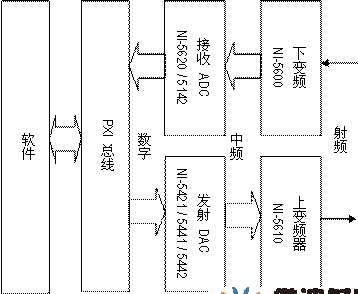 软件
PXI 总线
数字
接收 ADC
NI-5620 / 5142
发射 DAC
NI-5421 / 5441 / 5442
中频
下变频
NI-5600
上变频器
NI-5610
射频